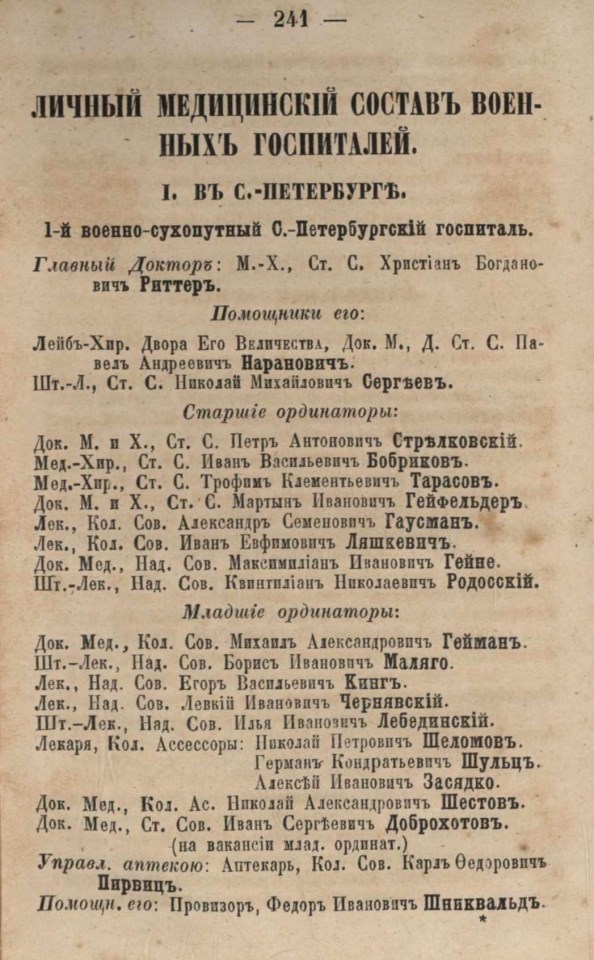 — 241 —
ЛИЧНЫЙ МЕДИЦИНСКІЙ СОСТАВЪ ВОЕН-
НЫХЪ ГОСПИТАЛЕЙ.
I. ВЪ С.-ПЕТЕРБУРГѢ.
1-й военно-сухопутный С.-Петербургскій госпиталь.
Главный Докторъ: М.-Х., Ст. С. Христіанъ Богдано-
вичъ Риттеръ.
Помощники его:
Лейбъ-Хир. Двора Его Величества, Док. М., Д. Ст. С. Па-
велъ Андреевичъ Нарановичъ.
Шт.-Л., Ст. С. Николай Михайловичъ Сергѣевъ.
Старшіе ординаторы:
Док. М. и Х., Ст. С. Петръ Антоновичъ Стрѣлковскій.
Мед.-Хир., Ст. С. Иванъ Васильевичъ Бобриковъ.
Мед.-Хир., Ст. С. Трофимъ Клементьевичъ Тарасовъ.
Док. М. и Х., Ст. С. Мартынъ Ивановичъ Гейфельдеръ.
Лек., Кол. Сов. Александръ Семеновичъ Гаусманъ.
Лек., Кол. Сов. Иванъ Евфимовичъ Ляшкевичъ.
Док. Мед., Над. Сов. Максимиліанъ Ивановичъ Гейне.
Шт.-Лек., Над. Сов. Квинтиліанъ Николаевичъ Родосскій.
Младшіе ординаторы:
Док. Мед., Кол. Сов. Михаилъ Александровичъ Гейманъ.
Шт.-Лек., Над. Сов. Борисъ Ивановичъ Маляго.
Лек., Над. Сов. Егоръ Васильевичъ Кингъ.
Лек., Над. Сов. Левкій Ивановичъ Чернявскій.
Шт.-Лек., Над. Сов. Илья Ивановичъ Лебединскій.
Лекаря, Кол. Ассессоры: Николай Петровичъ Шеломовъ.
Германъ Кондратьевичъ Шульцъ.
Алексѣй Ивановичъ Засядко.
Док. Мед., Кол. Ас. Николай Александровичъ Шестовъ.
Док. Мед., Ст. Сов. Иванъ Сергѣевичъ Доброхотовъ.
(на вакансіи млад. ординат.)
Управл. аптекою: Аптекарь, Кол. Сов. Карлъ Ѳедоровичъ
Пирвицъ.
Помощн. его: Провизоръ, Федоръ Ивановичъ Шниквальдъ.
*